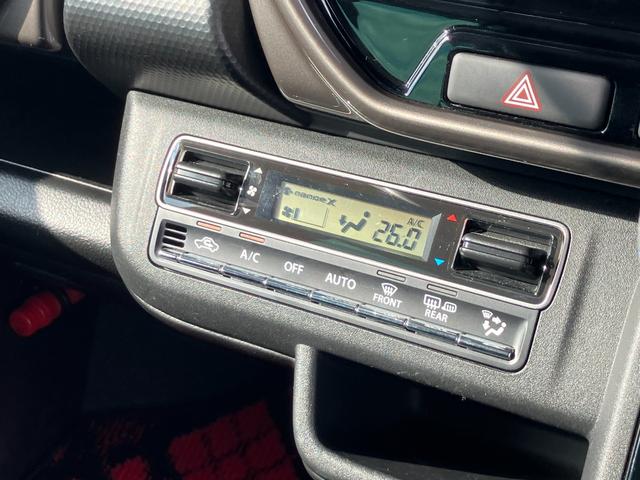 nanoe X
A/C
26.0
A/C
OFF
AUTO
FRONT
REAR